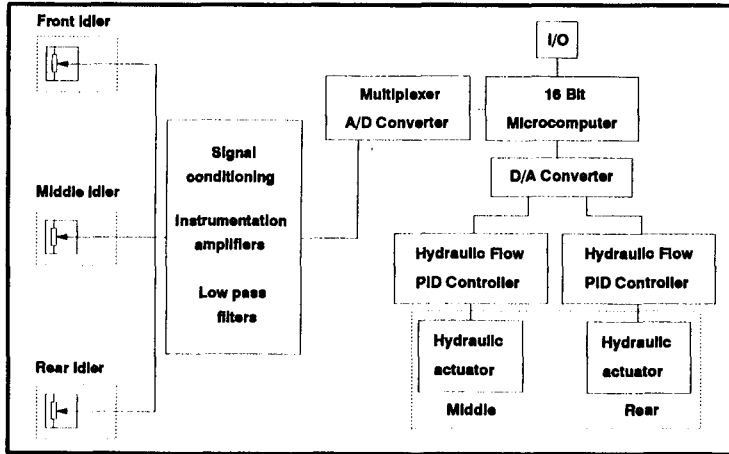 Front Idler
I/O
Multiplexer
A/D Converter
16 Bit
Microcomputer
Signal
conditioning
Instrumentation
amplifiers
Low pass
filters
Middle Idler
D/A Converter
Hydraulic Flow
PID Controller
Hydraulic Flow
PID Controller
Rear Idler
Hydraulic
actuator
Middle
Hydraulic
actuator
Rear